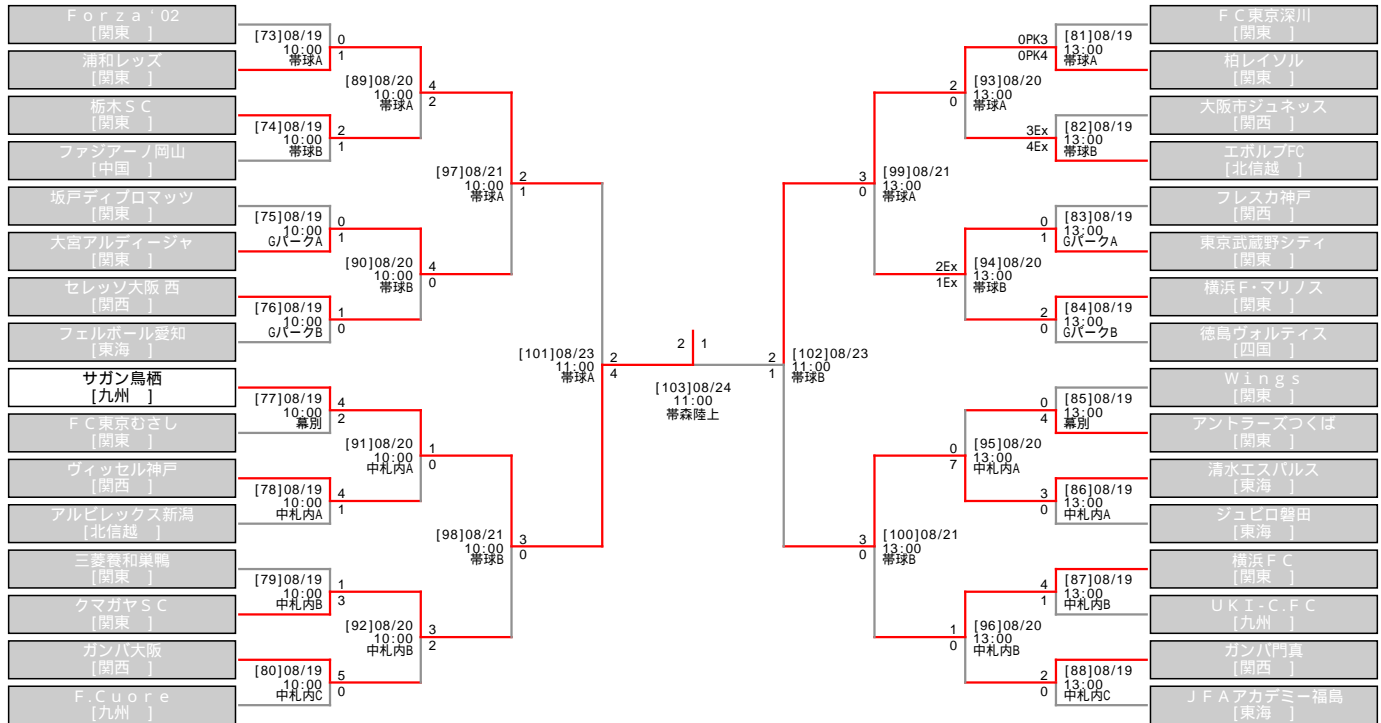 Ｆｏｒｚａ‘02
[関東　]
浦和レッズ
[関東　]
栃木ＳＣ
[関東　]
ファジアーノ岡山
[中国　]
坂戸ディプロマッツ
[関東　]
大宮アルディージャ
[関東　]
セレッソ大阪 西
[関西　]
フェルボール愛知
[東海　]
サガン鳥栖
[九州　]
ＦＣ東京むさし
[関東　]
ヴィッセル神戸
[関西　]
アルビレックス新潟
[北信越　]
三菱養和巣鴨
[関東　]
クマガヤＳＣ
[関東　]
ガンバ大阪
[関西　]
Ｆ.Ｃｕｏｒｅ
[九州　]
[73]08/19
10:00
帯球A
0
1
[74]08/19
10:00
帯球B
2
1
[75]08/19
10:00
GパークA
0
1
[76]08/19
10:00
GパークB
1
0
[77]08/19
10:00
幕別
4
2
[78]08/19
10:00
中札内A
4
1
[79]08/19
10:00
中札内B
1
3
[80]08/19
10:00
中札内C
5
0
[89]08/20
10:00
帯球A
4
2
[90]08/20
10:00
帯球B
4
0
[91]08/20
10:00
中札内A
1
0
[92]08/20
10:00
中札内B
3
2
[97]08/21
10:00
帯球A
2
1
[98]08/21
10:00
帯球B
3
0
[101]08/23
11:00
帯球A
2
4
2
1
[103]08/24
11:00
帯森陸上
2
1
[102]08/23
11:00
帯球B
3
0
[99]08/21
13:00
帯球A
3
0
[100]08/21
13:00
帯球B
2
0
[93]08/20
13:00
帯球A
2Ex
1Ex
[94]08/20
13:00
帯球B
0
7
[95]08/20
13:00
中札内A
1
0
[96]08/20
13:00
中札内B
0PK3
0PK4
[81]08/19
13:00
帯球A
3Ex
4Ex
[82]08/19
13:00
帯球B
0
1
[83]08/19
13:00
GパークA
2
0
[84]08/19
13:00
GパークB
0
4
[85]08/19
13:00
幕別
3
0
[86]08/19
13:00
中札内A
4
1
[87]08/19
13:00
中札内B
2
0
[88]08/19
13:00
中札内C
ＦＣ東京深川
[関東　]
柏レイソル
[関東　]
大阪市ジュネッス
[関西　]
エボルブFC
[北信越　]
フレスカ神戸
[関西　]
東京武蔵野シティ
[関東　]
横浜Ｆ・マリノス
[関東　]
徳島ヴォルティス
[四国　]
Ｗｉｎｇｓ
[関東　]
アントラーズつくば
[関東　]
清水エスパルス
[東海　]
ジュビロ磐田
[東海　]
横浜ＦＣ
[関東　]
ＵＫＩ-Ｃ.ＦＣ
[九州　]
ガンバ門真
[関西　]
ＪＦＡアカデミー福島
[東海　]